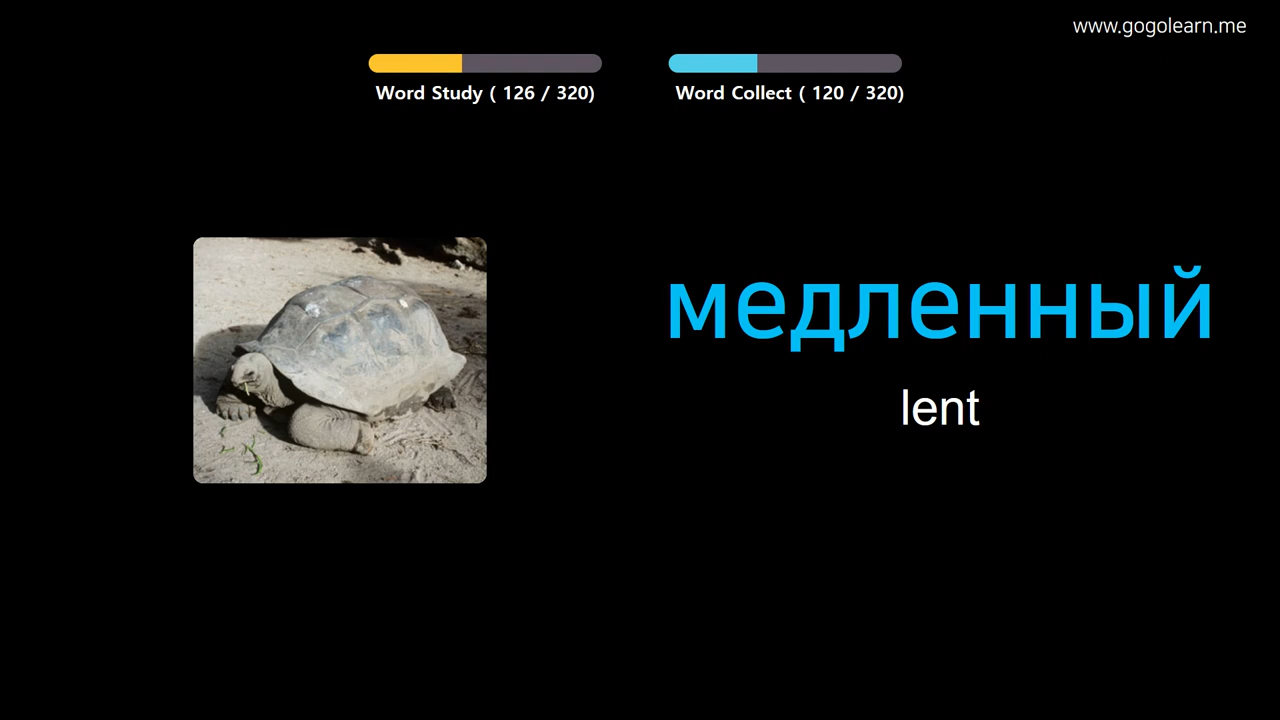 www.gogolearn.me
Word Study ( 126 / 320)
Word Collect ( 120 / 320)
медленный
lent